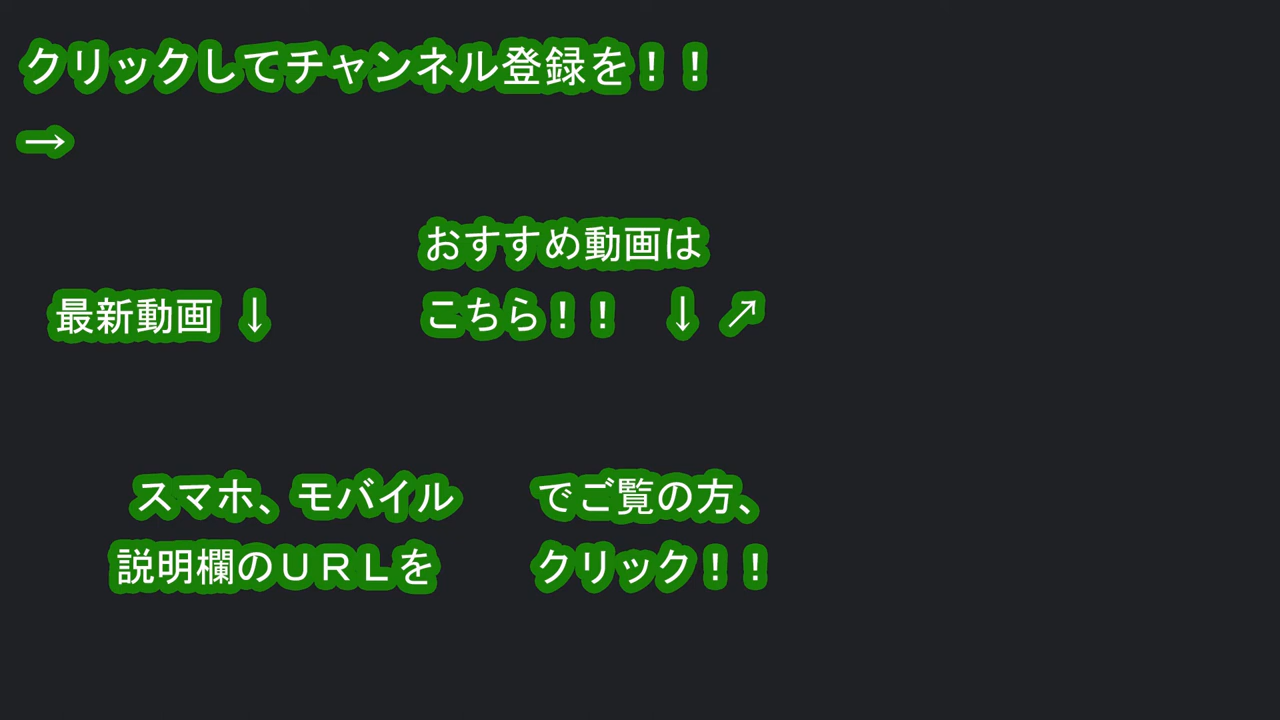 クリックしてチャンネル登録を！！
→
おすすめ動画は
最新動画 ↓
こちら！！ ↓ ↗
スマホ、モバイル でご覧の方、
説明欄のＵＲＬを クリック！！